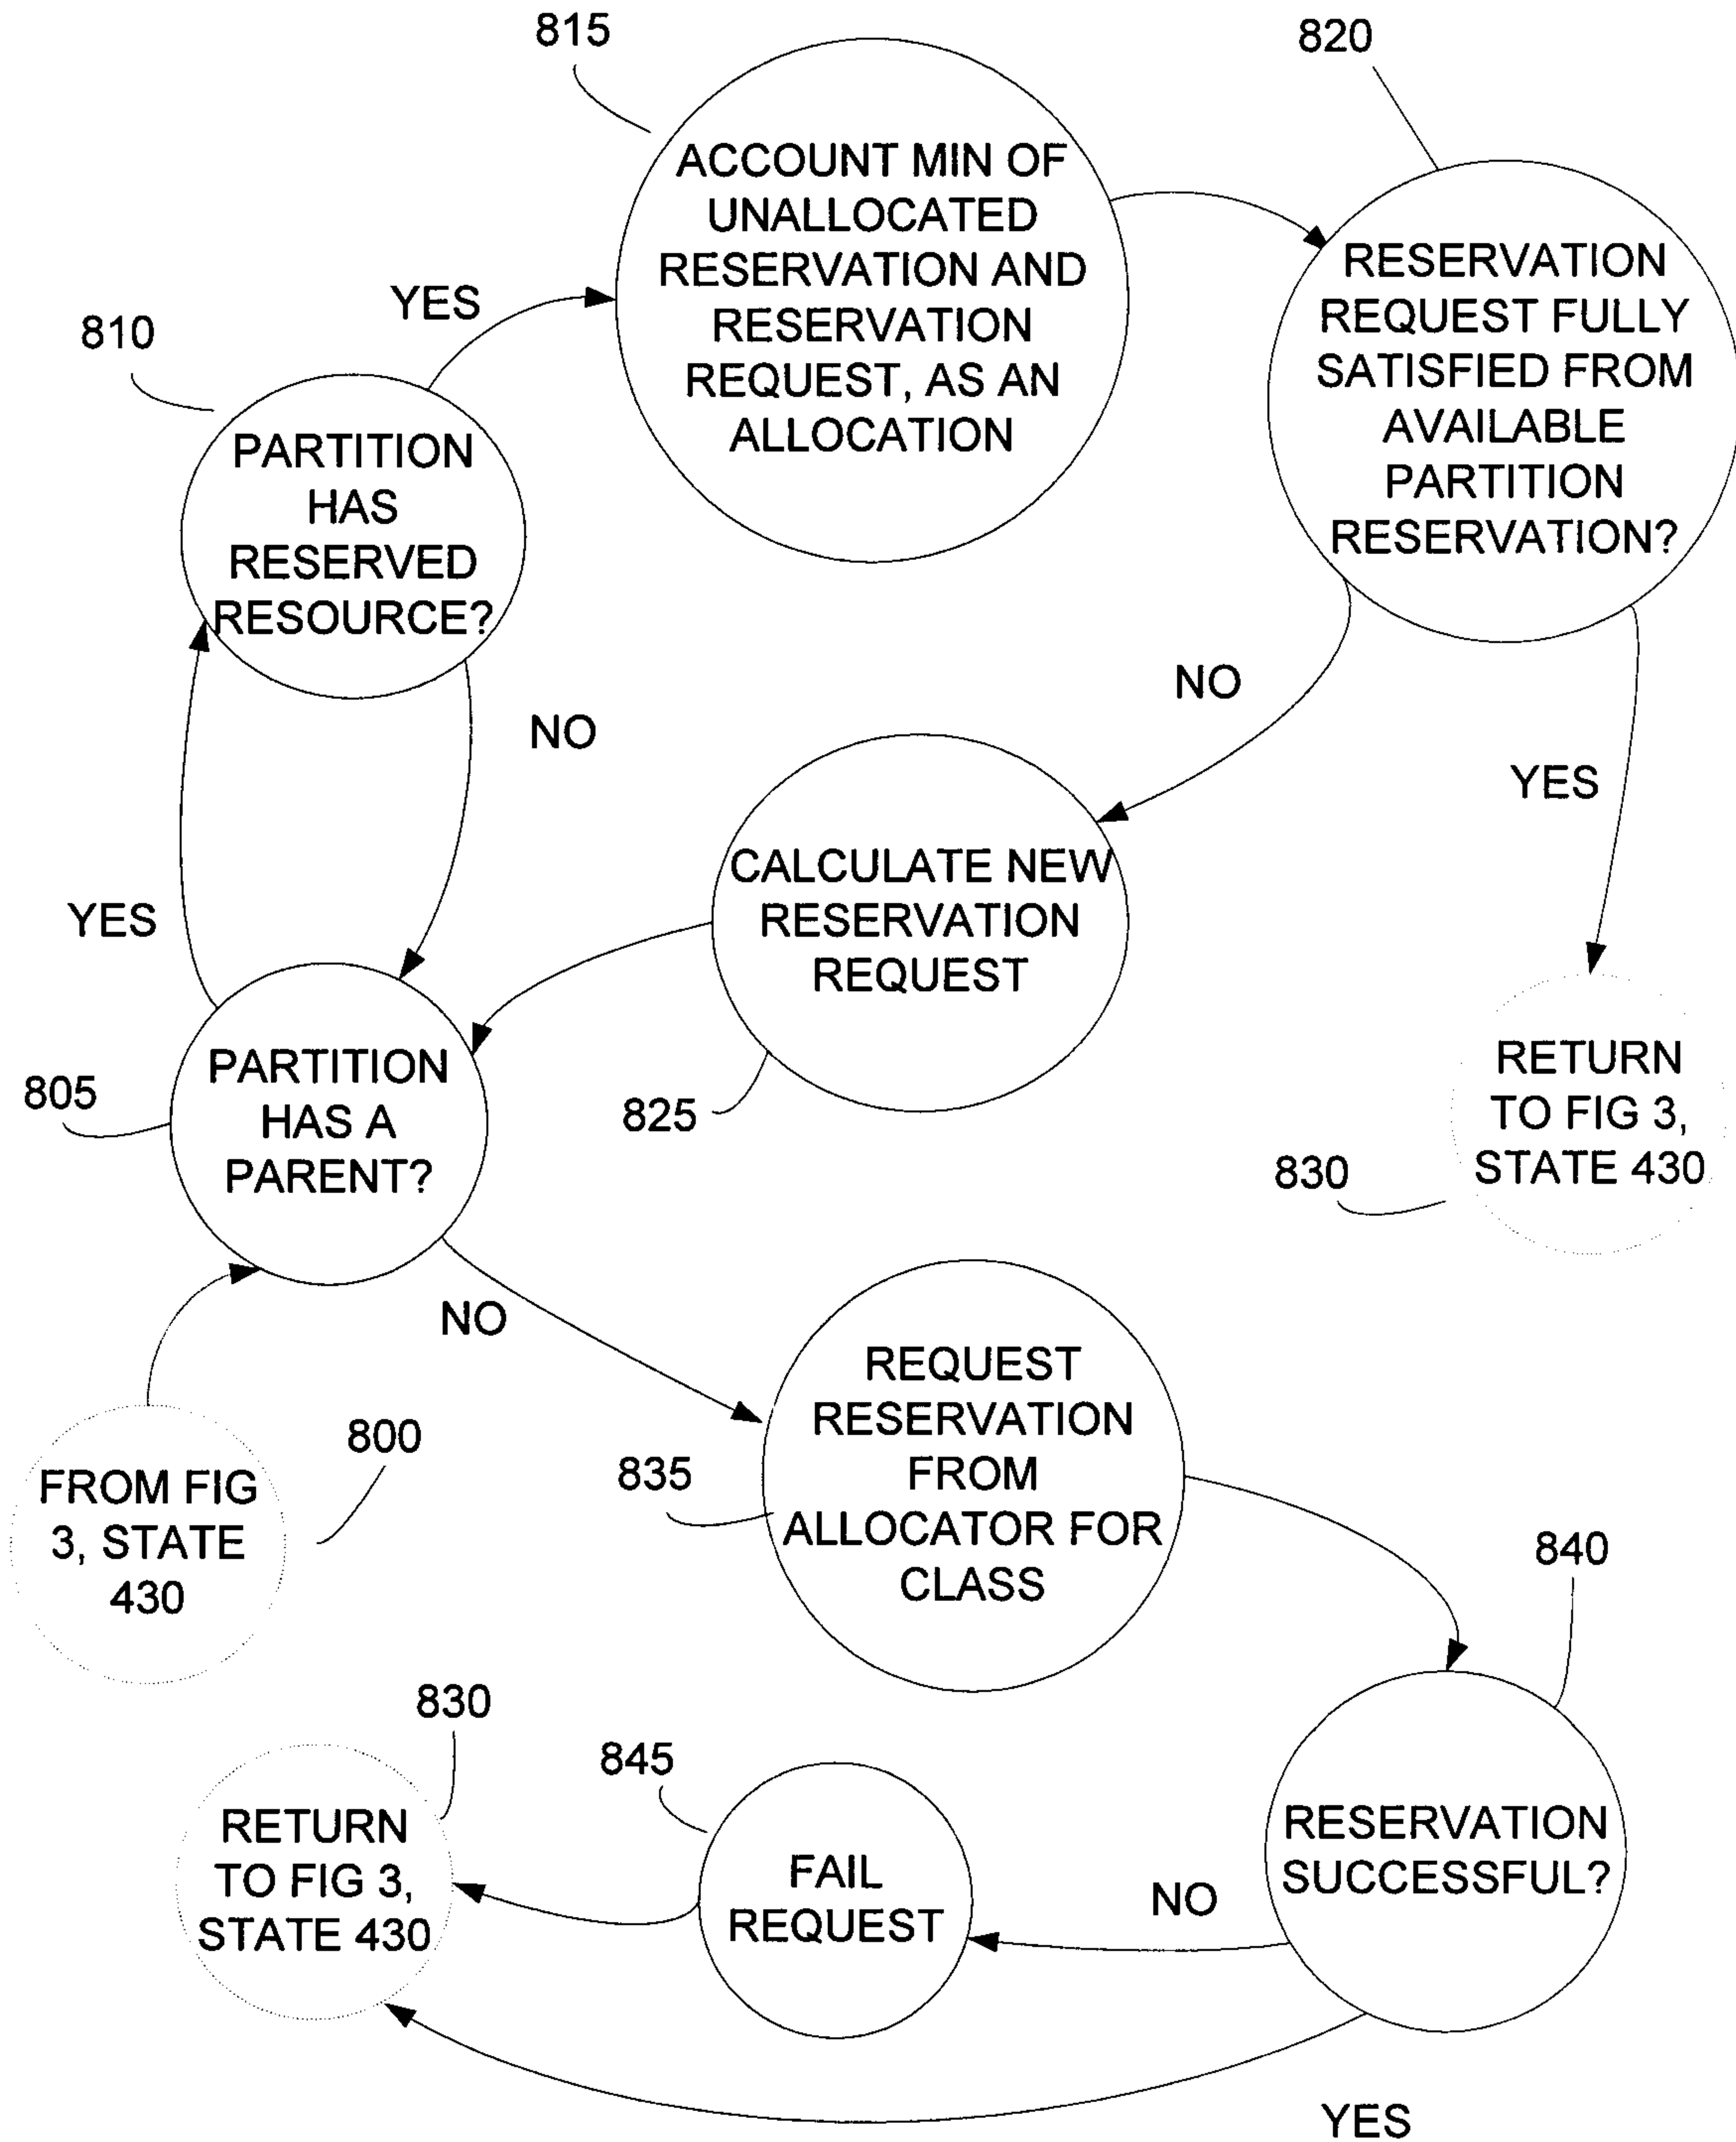 815
820
ACCOUNT MIN OF
UNALLOCATED
RESERVATION AND
RESERVATION
REQUEST, AS AN
ALLOCATION
RESERVATION
REQUEST FULLY
SATISFIED FROM
AVAILABLE
PARTITION
RESERVATION?
YES
810
PARTITION
HAS
RESERVED
RESOURCE?
NO
NO
YES
YES
CALCULATE NEW
RESERVATION
REQUEST
825
805
PARTITION
HAS A
PARENT?
RETURN
TO FIG 3,
STATE 430
830
NO
800
FROM FIG
3, STATE
430
REQUEST
RESERVATION
FROM
ALLOCATOR FOR
CLASS
835
840
RESERVATION
SUCCESSFUL?
830
845
RETURN
TO FIG 3,
STATE 430
FAIL
REQUEST
NO
YES